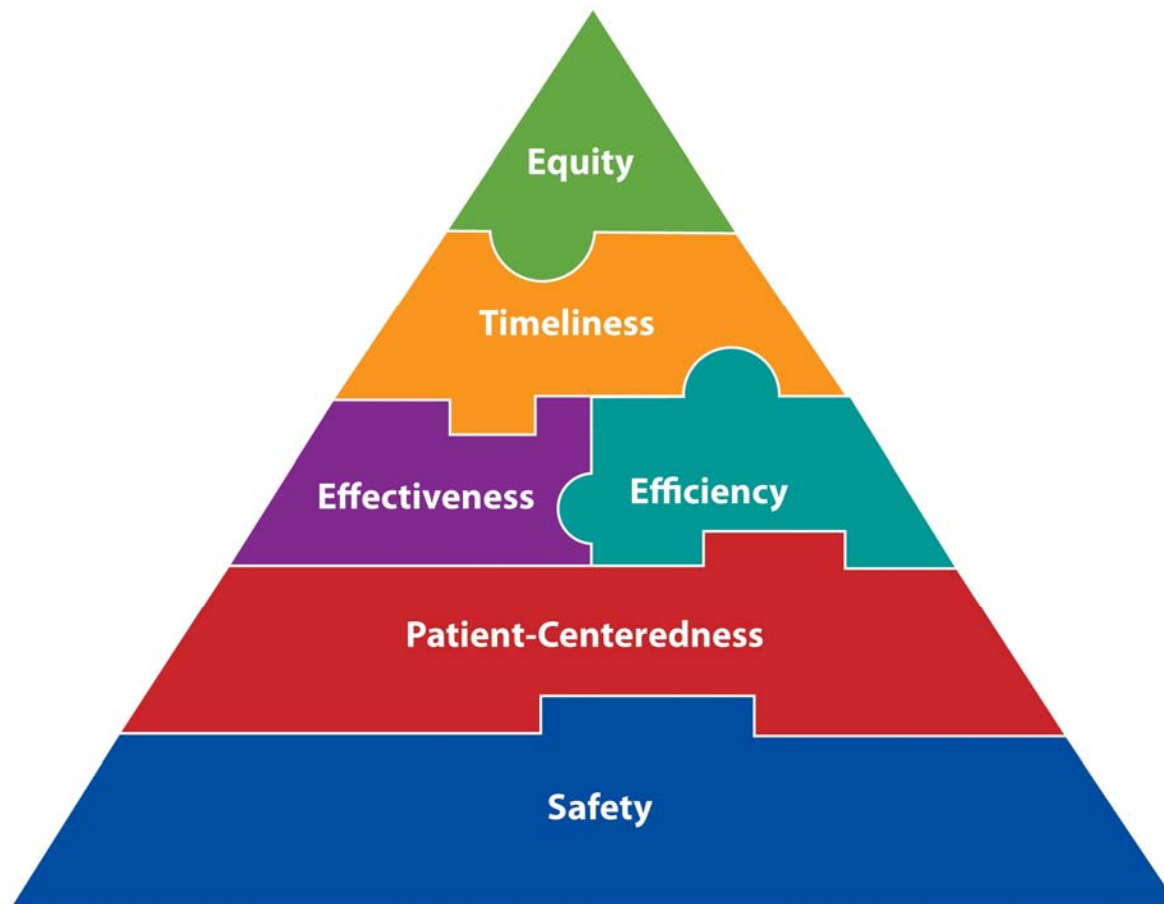 Equity
Timeliness
Effectiveness
Efficiency
Patient-Centeredness
Safety